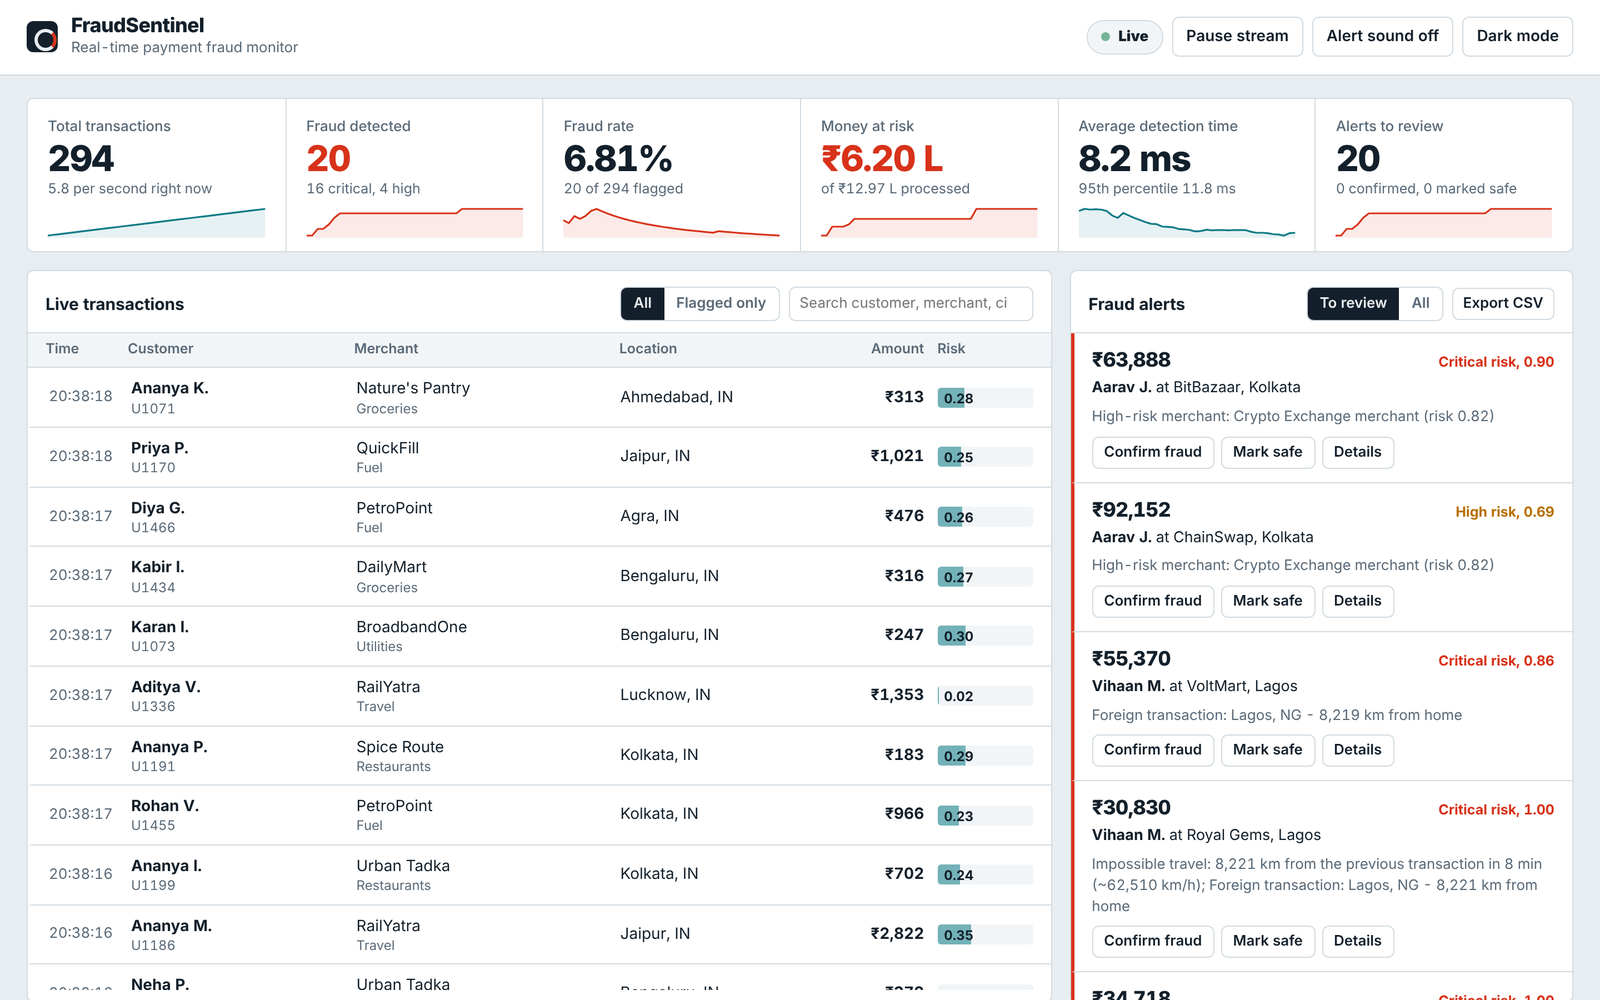 FraudSentinel
Real-time payment fraud monitor
Live
Pause stream
Alert sound off
Dark mode
Total transactions
294
5.8 per second right now
Fraud detected
20
16 critical, 4 high
Fraud rate
6.81%
20 of 294 flagged
Money at risk
₹6.20 L
of ₹12.97 L processed
Average detection time
8.2 ms
95th percentile 11.8 ms
Alerts to review
20
0 confirmed, 0 marked safe
Live transactions
All
Flagged only
Search customer, merchant, ci
Time Customer Merchant Location Amount Risk
20:38:18 Ananya K. Nature's Pantry Ahmedabad, IN ₹313 0.28
U1071 Groceries
20:38:18 Priya P. QuickFill Jaipur, IN ₹1,021 0.25
U1170 Fuel
20:38:17 Diya G. PetroPoint Agra, IN ₹476 0.26
U1466 Fuel
20:38:17 Kabir I. DailyMart Bengaluru, IN ₹316 0.27
U1434 Groceries
20:38:17 Karan I. BroadbandOne Bengaluru, IN ₹247 0.30
U1073 Utilities
20:38:17 Aditya V. RailYatra Lucknow, IN ₹1,353 0.02
U1336 Travel
20:38:17 Ananya P. Spice Route Kolkata, IN ₹183 0.29
U1191 Restaurants
20:38:17 Rohan V. PetroPoint Kolkata, IN ₹966 0.23
U1455 Fuel
20:38:16 Ananya I. Urban Tadka Kolkata, IN ₹702 0.24
U1199 Restaurants
20:38:16 Ananya M. RailYatra Jaipur, IN ₹2,822 0.35
U1186 Travel
Neha P. Urban Tadka
Fraud alerts
To review
All
Export CSV
₹63,888 Critical risk, 0.90
Aarav J. at BitBazaar, Kolkata
High-risk merchant: Crypto Exchange merchant (risk 0.82)
Confirm fraud Mark safe Details
₹92,152 High risk, 0.69
Aarav J. at ChainSwap, Kolkata
High-risk merchant: Crypto Exchange merchant (risk 0.82)
Confirm fraud Mark safe Details
₹55,370 Critical risk, 0.86
Vihaan M. at VoltMart, Lagos
Foreign transaction: Lagos, NG - 8,219 km from home
Confirm fraud Mark safe Details
₹30,830 Critical risk, 1.00
Vihaan M. at Royal Gems, Lagos
Impossible travel: 8,221 km from the previous transaction in 8 min
(~62,510 km/h); Foreign transaction: Lagos, NG - 8,221 km from
home
Confirm fraud Mark safe Details
₹34,718 Critical risk, 1.00